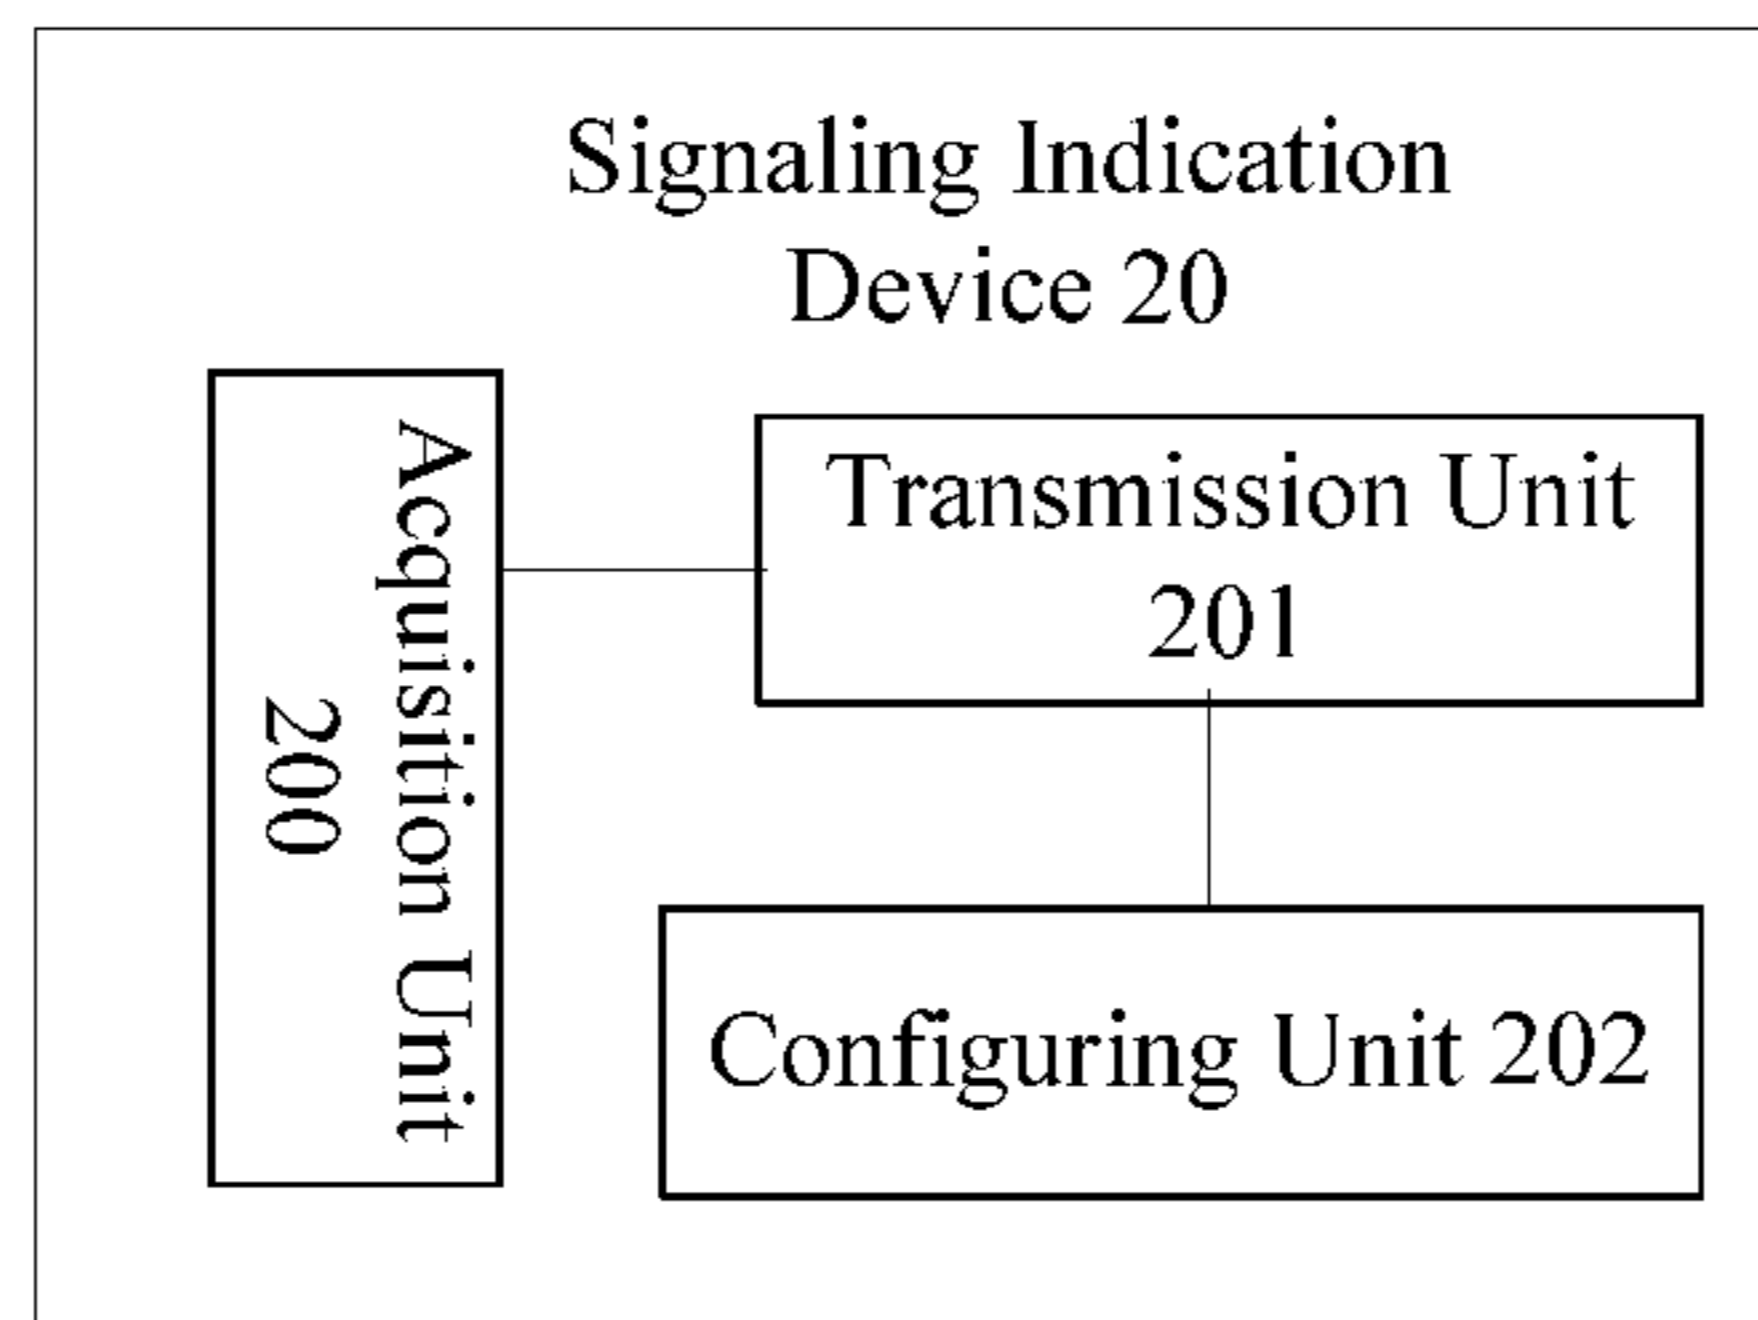 Signaling Indication
Device 20
Acquisition Unit
200
Transmission Unit
201
Configuring Unit 202